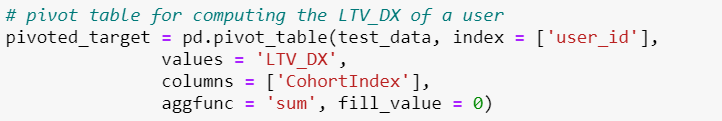 # pivot table for computing the LTV_DX of a user
pivoted_target = pd.pivot_table(test_data, index = ['user_id'],
values = 'LTV_DX',
columns = ['CohortIndex'],
aggfunc = 'sum', fill_value = 0)